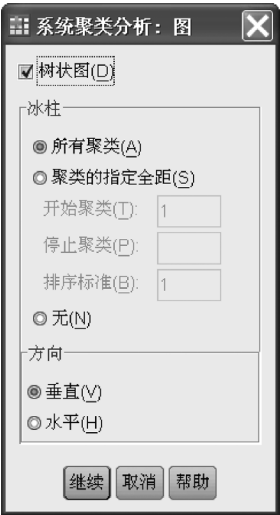 系统聚类分析：图
树状图(D)
冰柱
所有聚类(A)
聚类的指定全距(S)
开始聚类(T): 1
停止聚类(P):
排序标准(B): 1
无(N)
方向
垂直(V)
水平(H)
继续 取消 帮助